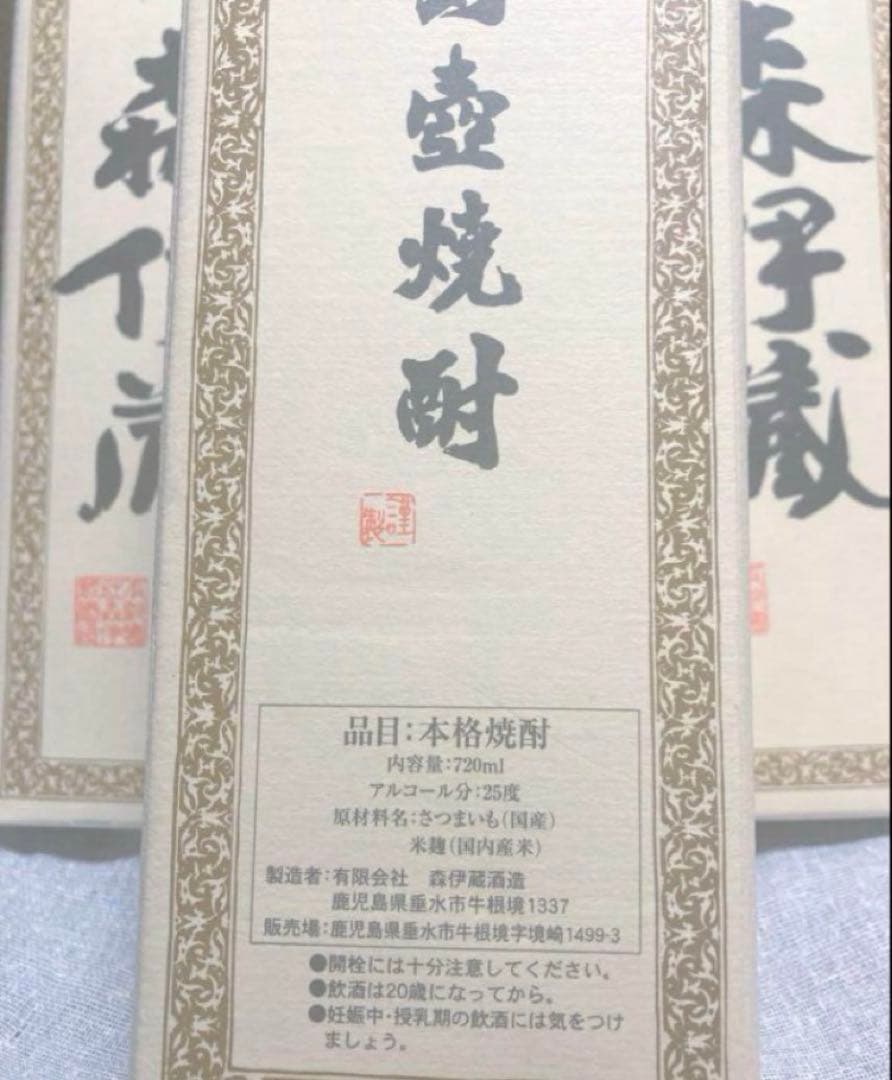 壺焼酎
謹製
森伊蔵
品目:本格焼酎
内容量:720ml
アルコール分:25度
原材料名:さつまいも(国産)
米麹(国内産米)
製造者:有限会社 森伊蔵酒造
鹿児島県垂水市牛根境1337
販売場:鹿児島県垂水市牛根境字境崎1499-3
●開栓には十分注意してください。
●飲酒は20歳になってから。
●妊娠中・授乳期の飲酒には気をつけ
ましょう。